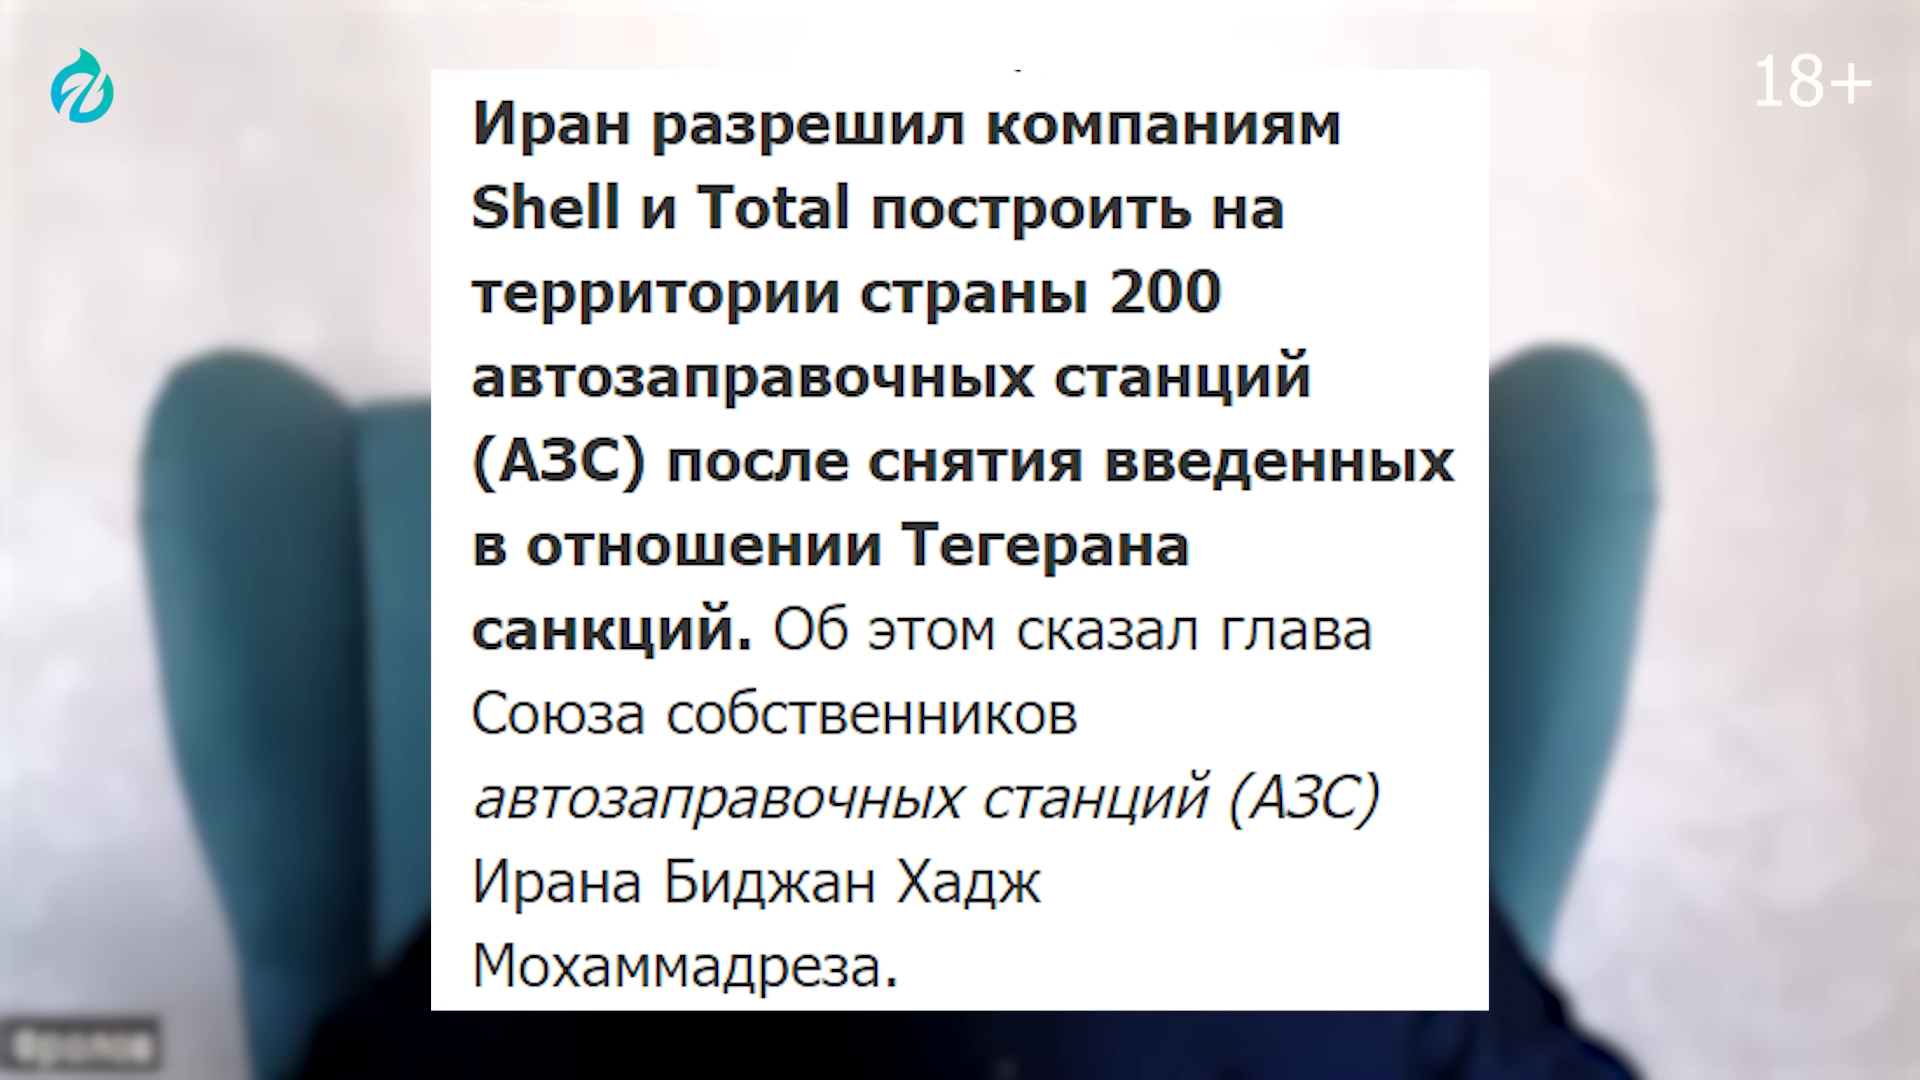 18+
Иран разрешил компаниям
Shell и Total построить на
территории страны 200
автозаправочных станций
(АЗС) после снятия введенных
в отношении Тегерана
санкций. Об этом сказал глава
Союза собственников
автозаправочных станций (АЗС)
Ирана Биджан Хадж
Мохаммадреза.
Фролов